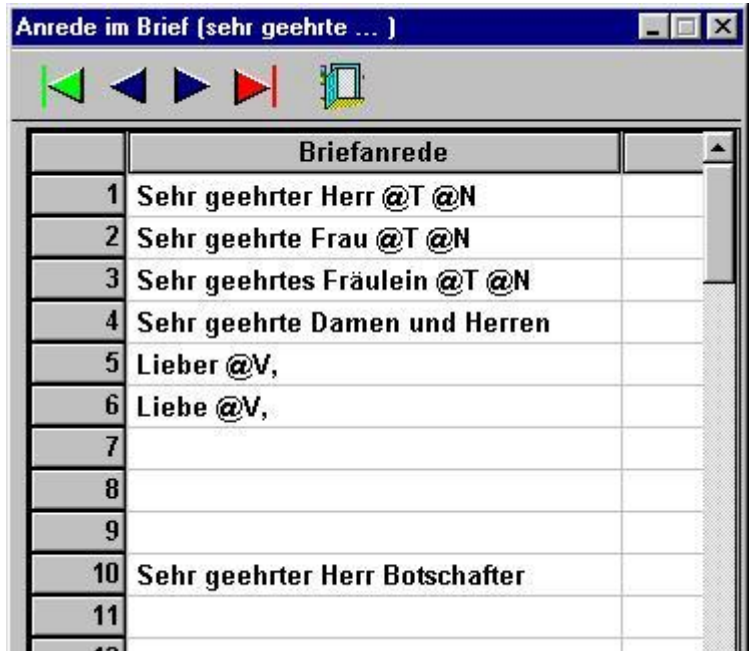 Anrede im Brief (sehr geehrte ... )
Briefanrede
1 Sehr geehrter Herr @T @N
2 Sehr geehrte Frau @T @N
3 Sehr geehrtes Fräulein @T @N
4 Sehr geehrte Damen und Herren
5 Lieber @V,
6 Liebe @V,
7
8
9
10 Sehr geehrter Herr Botschafter
11